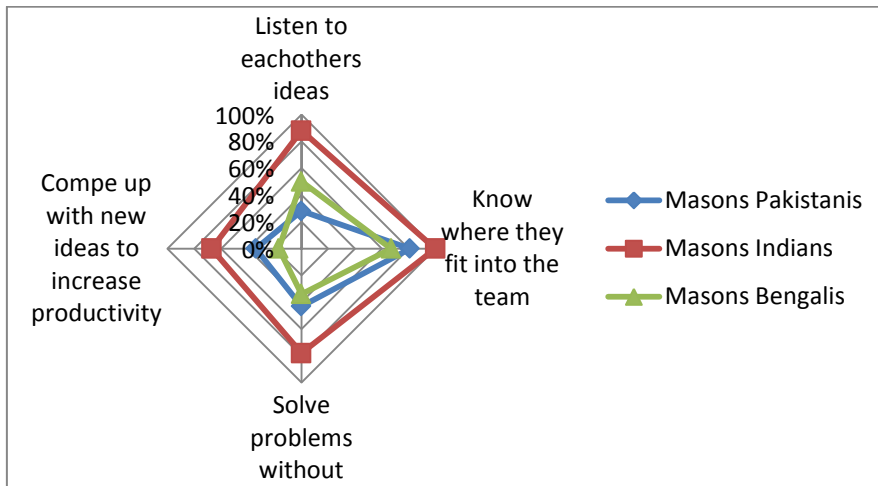 Listen to
eachothers
ideas
100%
80%
60%
40%
20%
0%
Know
where they
fit into the
team
Solve
problems
without
Compe up
with new
ideas to
increase
productivity
Masons Pakistanis
Masons Indians
Masons Bengalis